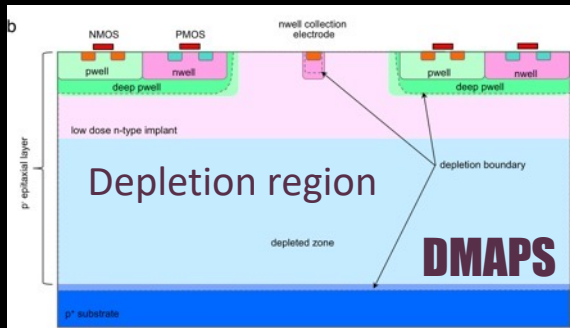 b
NMOS PMOS
nwell collection
electrode
pwell nwell
deep pwell
pwell nwell
deep pwell
low dose n-type implant
depletion boundary
p⁻ epitaxial layer
Depletion region
depleted zone
DMAPS
p⁺ substrate